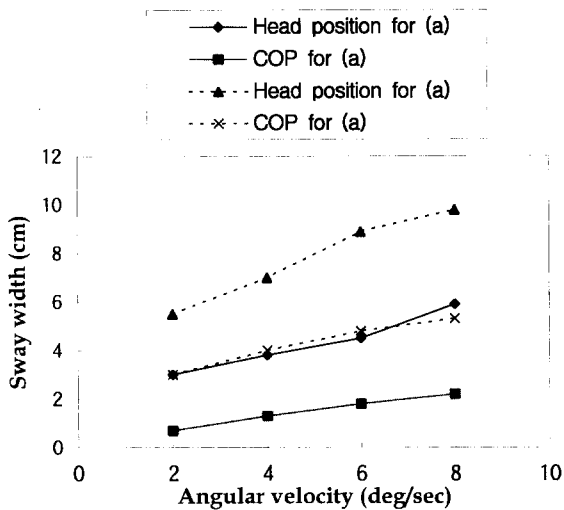 Head position for (a)
COP for (a)
Head position for (a)
COP for (a)
12
10
8
6
4
2
0
Sway width (cm)
0 2 4 6 8 10
Angular velocity (deg/sec)